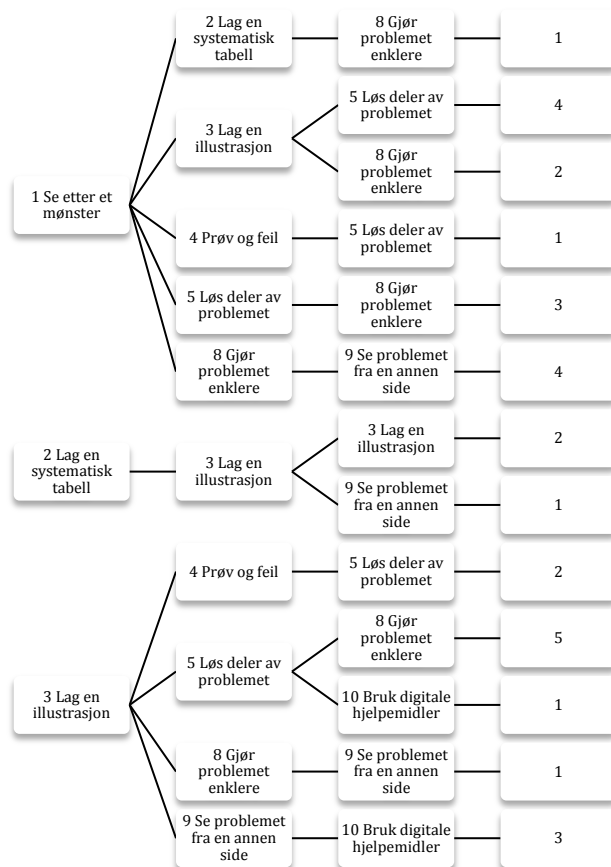 2 Lag en
systematisk
tabell
8 Gjør
problemet
enklere
1
3 Lag en
illustrasjon
5 Løs deler av
problemet
4
8 Gjør
problemet
enklere
2
1 Se etter et
mønster
4 Prøv og feil
5 Løs deler av
problemet
1
5 Løs deler av
problemet
8 Gjør
problemet
enklere
3
8 Gjør
problemet
enklere
9 Se problemet
fra en annen
side
4
2 Lag en
systematisk
tabell
3 Lag en
illustrasjon
3 Lag en
illustrasjon
2
9 Se problemet
fra en annen
side
1
3 Lag en
illustrasjon
4 Prøv og feil
5 Løs deler av
problemet
2
5 Løs deler av
problemet
8 Gjør
problemet
enklere
5
10 Bruk digitale
hjelpemidler
1
8 Gjør
problemet
enklere
9 Se problemet
fra en annen
side
1
9 Se problemet
fra en annen
side
10 Bruk digitale
hjelpemidler
3